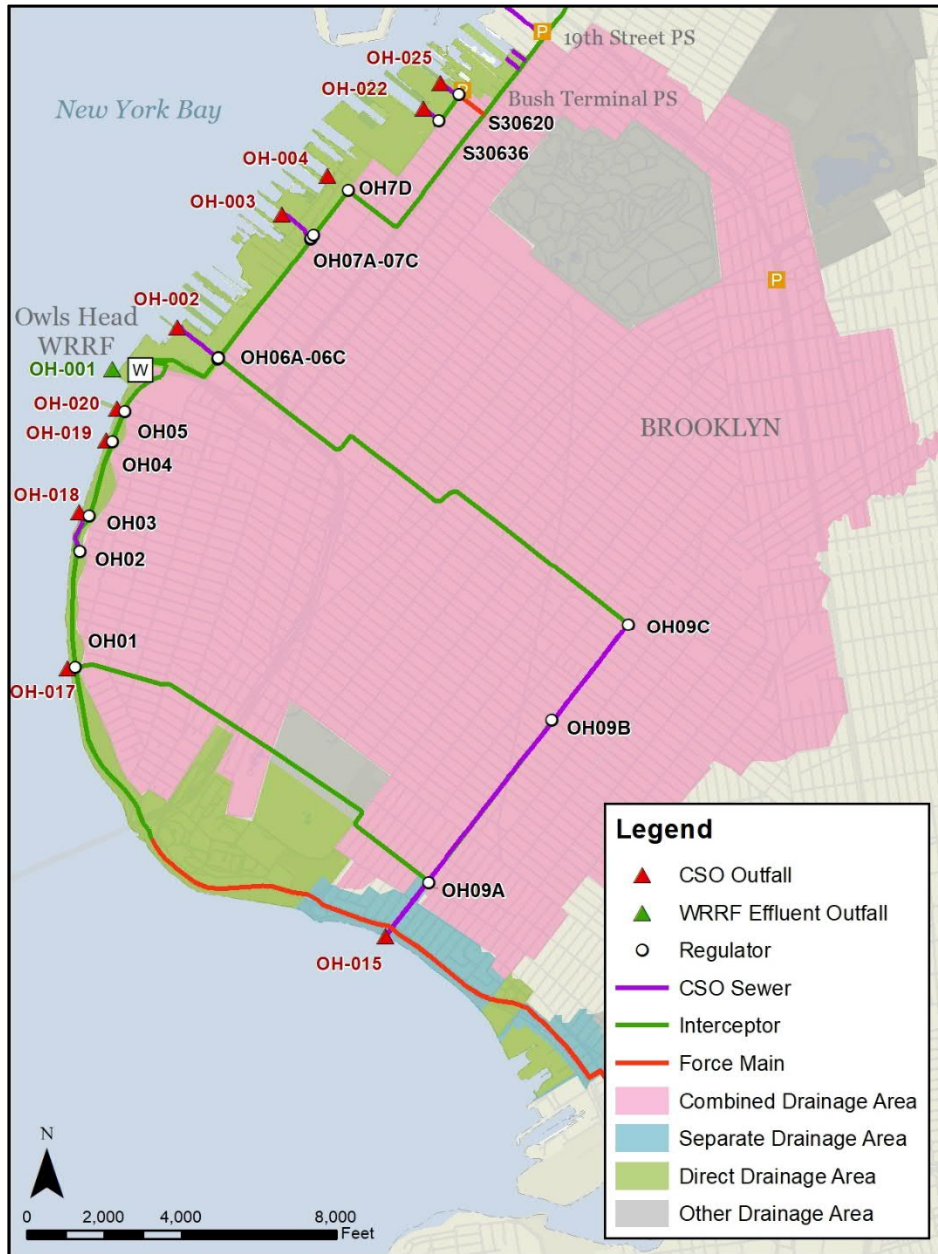 19th Street PS
P
OH-025
P
Bush Terminal PS
OH-022
New York Bay
S30620
S30636
OH-004
OH7D
OH-003
OH07A-07C
P
OH-002
Owls Head
WRRF
OH06A-06C
OH-001
W
OH-020
OH05
BROOKLYN
OH-019
OH04
OH-018
OH03
OH02
OH09C
OH01
OH-017
OH09B
OH09A
OH-015
Legend
CSO Outfall
WRRF Effluent Outfall
Regulator
CSO Sewer
Interceptor
Force Main
Combined Drainage Area
Separate Drainage Area
Direct Drainage Area
Other Drainage Area
N
0 2,000 4,000 8,000
Feet